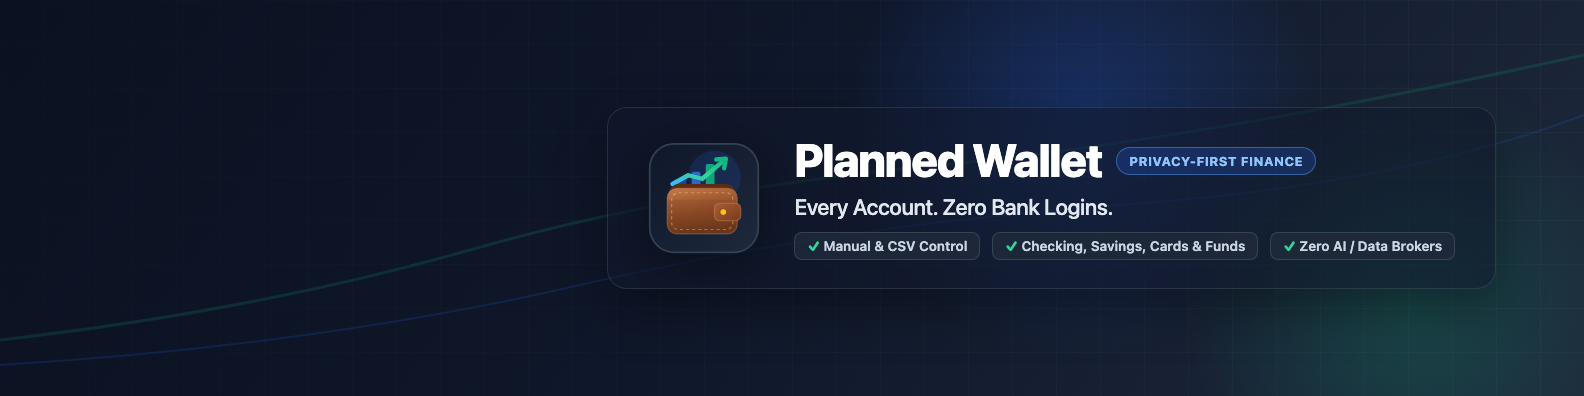 Planned Wallet
PRIVACY-FIRST FINANCE
Every Account. Zero Bank Logins.
Manual & CSV Control
Checking, Savings, Cards & Funds
Zero AI / Data Brokers